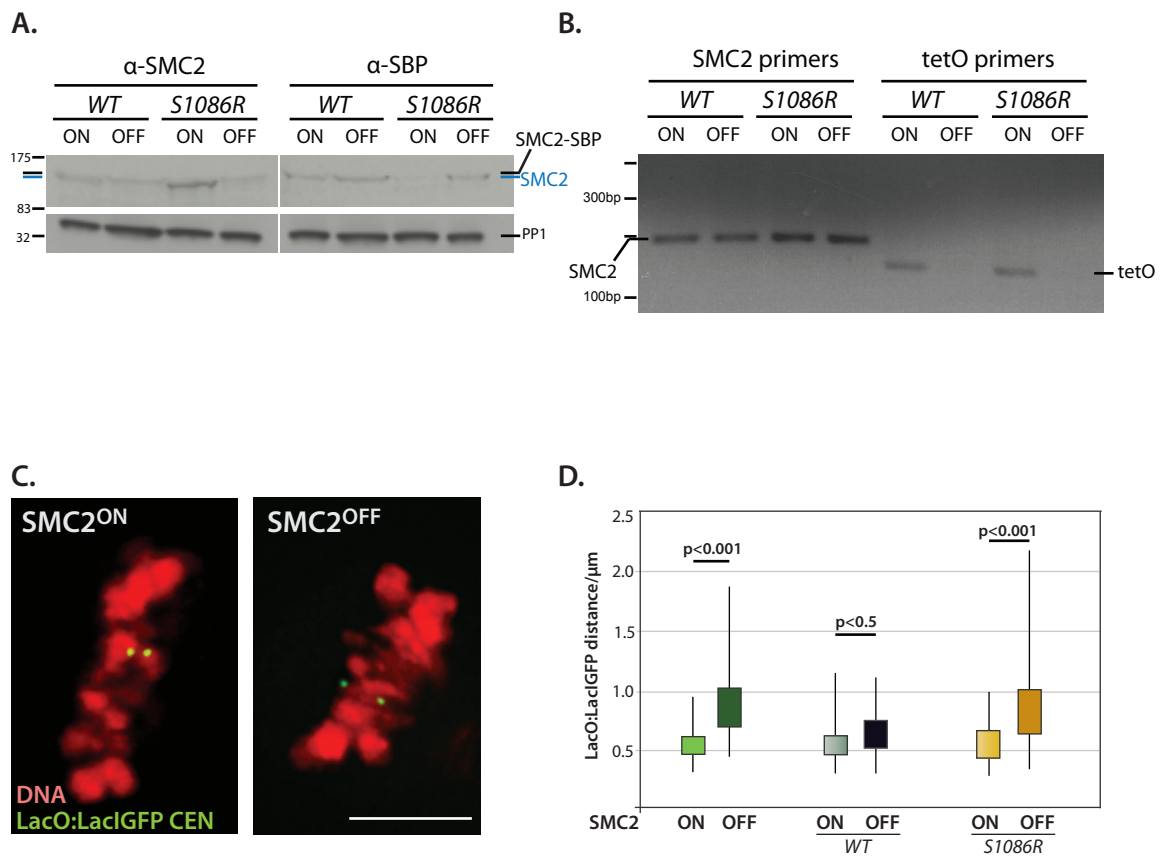 A.
α-SMC2 α-SBP
WT S1086R WT S1086R
ON OFF ON OFF ON OFF ON OFF
SMC2-SBP
175
SMC2
83
32
PP1
B.
SMC2 primers tetO primers
WT S1086R WT S1086R
ON OFF ON OFF ON OFF ON OFF
300bp
SMC2
tetO
100bp
C.
SMC2ON
SMC2OFF
DNA
LacO:LacIGFP CEN
D.
LacO:LacIGFP distance/μm
2.5
2.0
1.5
1.0
0.5
0
p<0.001
p<0.5
p<0.001
SMC2 ON OFF ON OFF ON OFF
WT S1086R